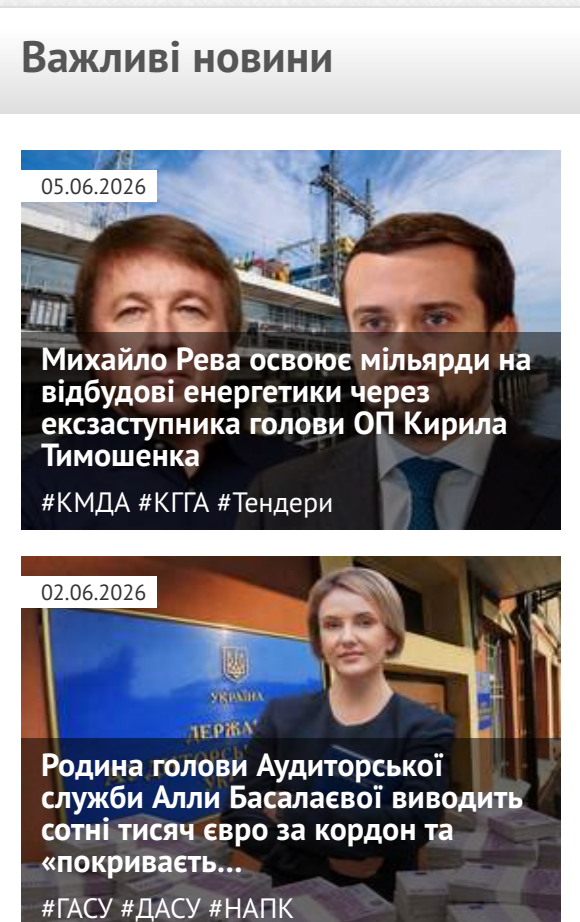 Важливі новини
05.06.2026
Михайло Рева освоює мільярди на
відбудові енергетики через
ексзаступника голови ОП Кирила
Тимошенка
#КМДА #КГГА #Тендери
02.06.2026
УКРАЇНА
ДЕРЖА
Родина голови Аудиторської
служби Алли Басалаєвої виводить
сотні тисяч євро за кордон та
«покриваєть...
#ГАСУ #ДАСУ #НАПК